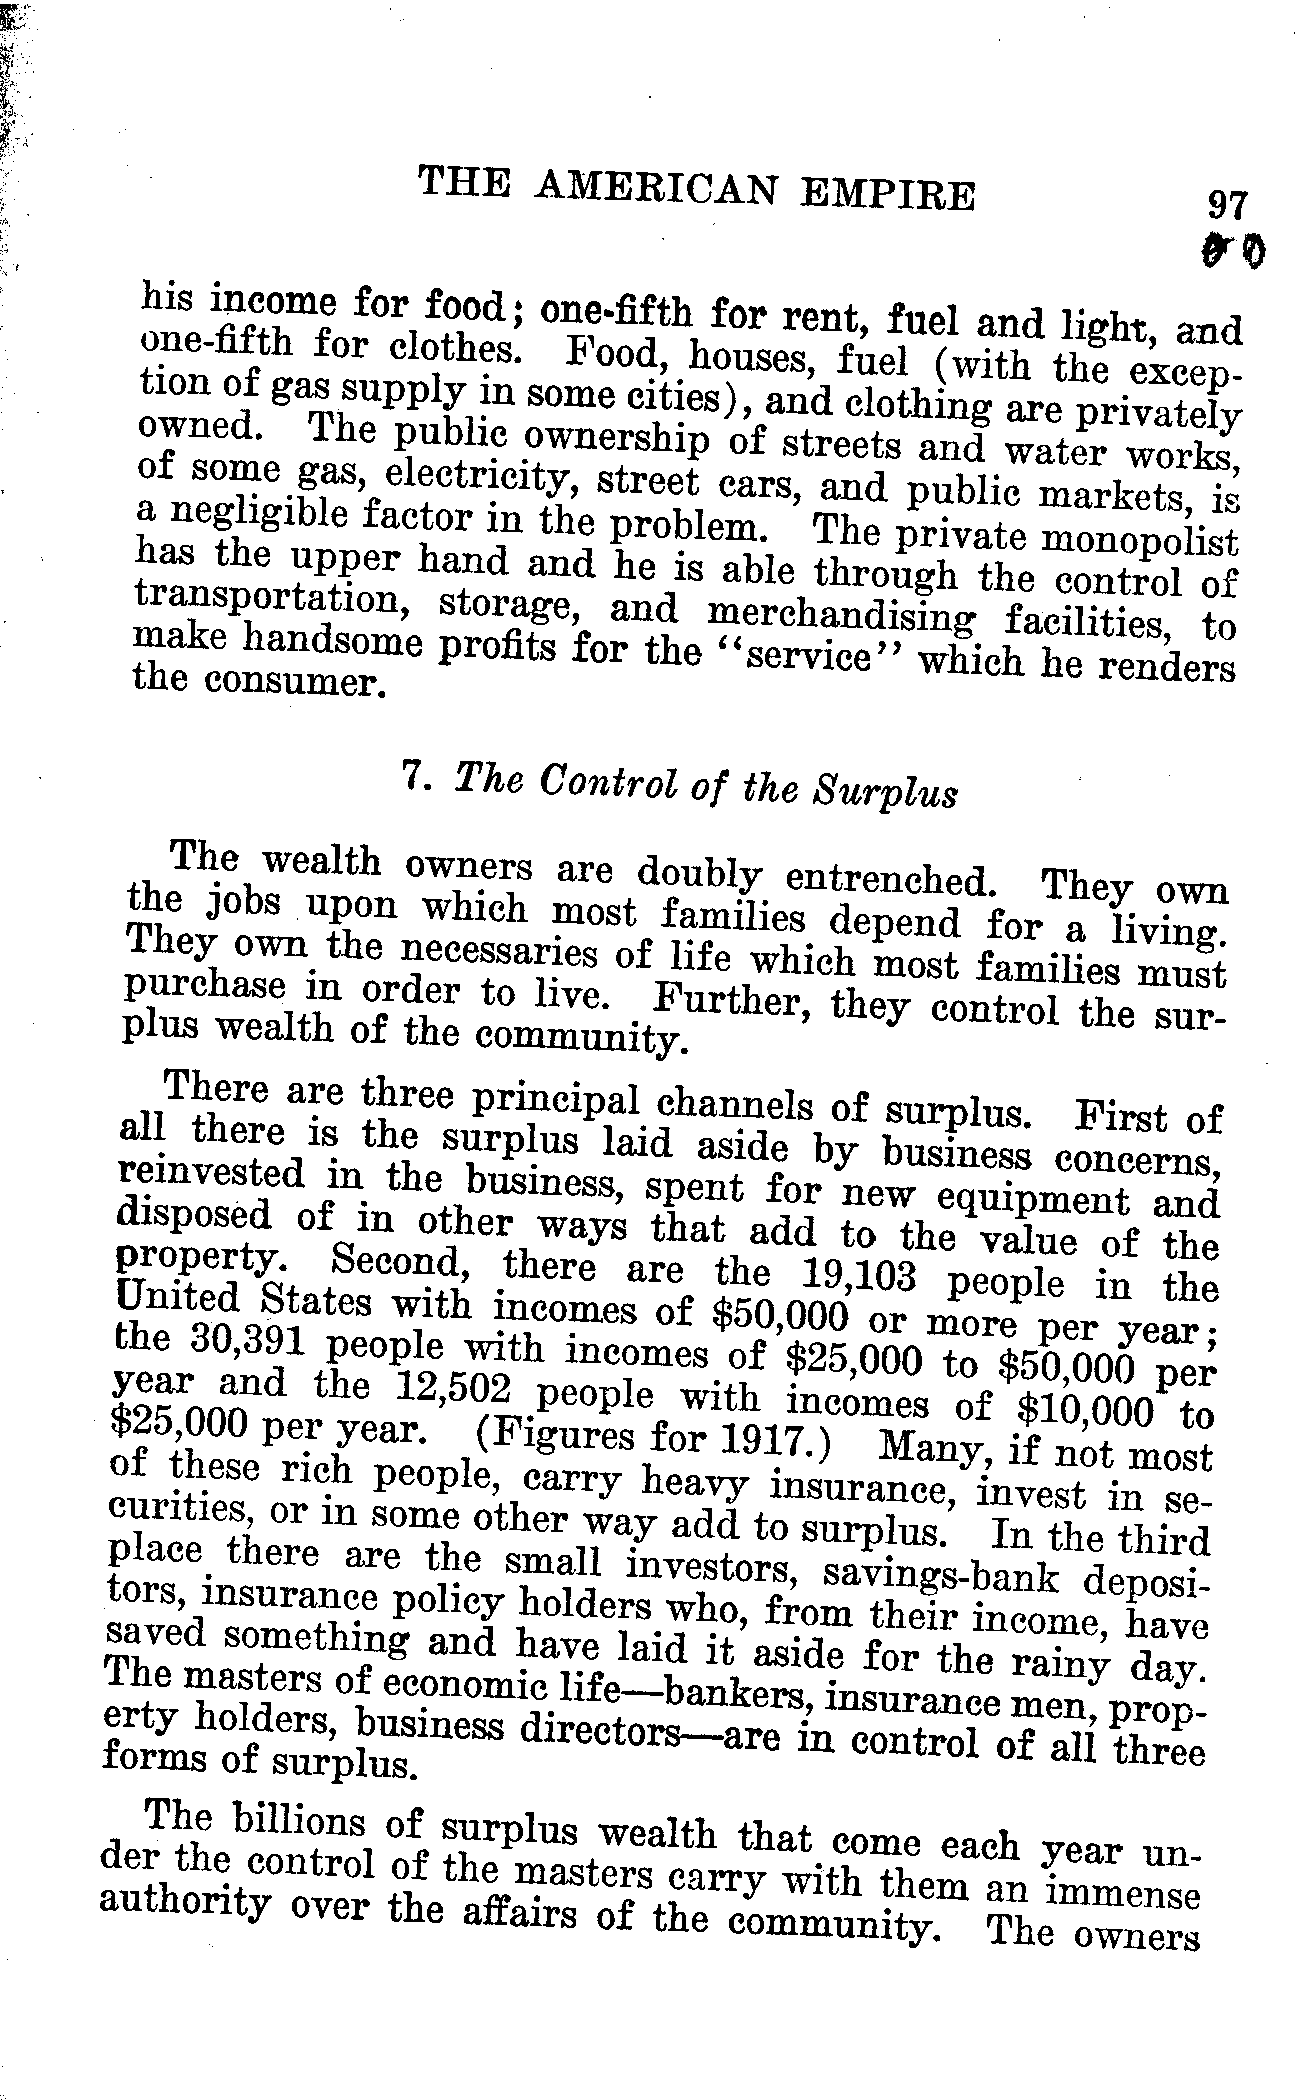 THE AMERICAN EMPIRE 97
his income for food; one-fifth for rent, fuel and light, and
one-fifth for clothes. Food, houses, fuel (with the excep-
tion of gas supply in some cities), and clothing are privately
owned. The public ownership of streets and water works,
of some gas, electricity, street cars, and public markets, is
a negligible factor in the problem. The private monopolist
has the upper hand and he is able through the control of
transportation, storage, and merchandising facilities, to
make handsome profits for the "service" which he renders
the consumer.
7. The Control of the Surplus
The wealth owners are doubly entrenched. They own
the jobs upon which most families depend for a living.
They own the necessaries of life which most families must
purchase in order to live. Further, they control the sur-
plus wealth of the community.
There are three principal channels of surplus. First of
all there is the surplus laid aside by business concerns,
reinvested in the business, spent for new equipment and
disposed of in other ways that add to the value of the
property. Second, there are the 19,103 people in the
United States with incomes of $50,000 or more per year;
the 30,391 people with incomes of $25,000 to $50,000 per
year and the 12,502 people with incomes of $10,000 to
$25,000 per year. (Figures for 1917.) Many, if not most
of these rich people, carry heavy insurance, invest in se-
curities, or in some other way add to surplus. In the third
place there are the small investors, savings-bank deposi-
tors, insurance policy holders who, from their income, have
saved something and have laid it aside for the rainy day.
The masters of economic life—bankers, insurance men, prop-
erty holders, business directors—are in control of all three
forms of surplus.
The billions of surplus wealth that come each year un-
der the control of the masters carry with them an immense
authority over the affairs of the community. The owners